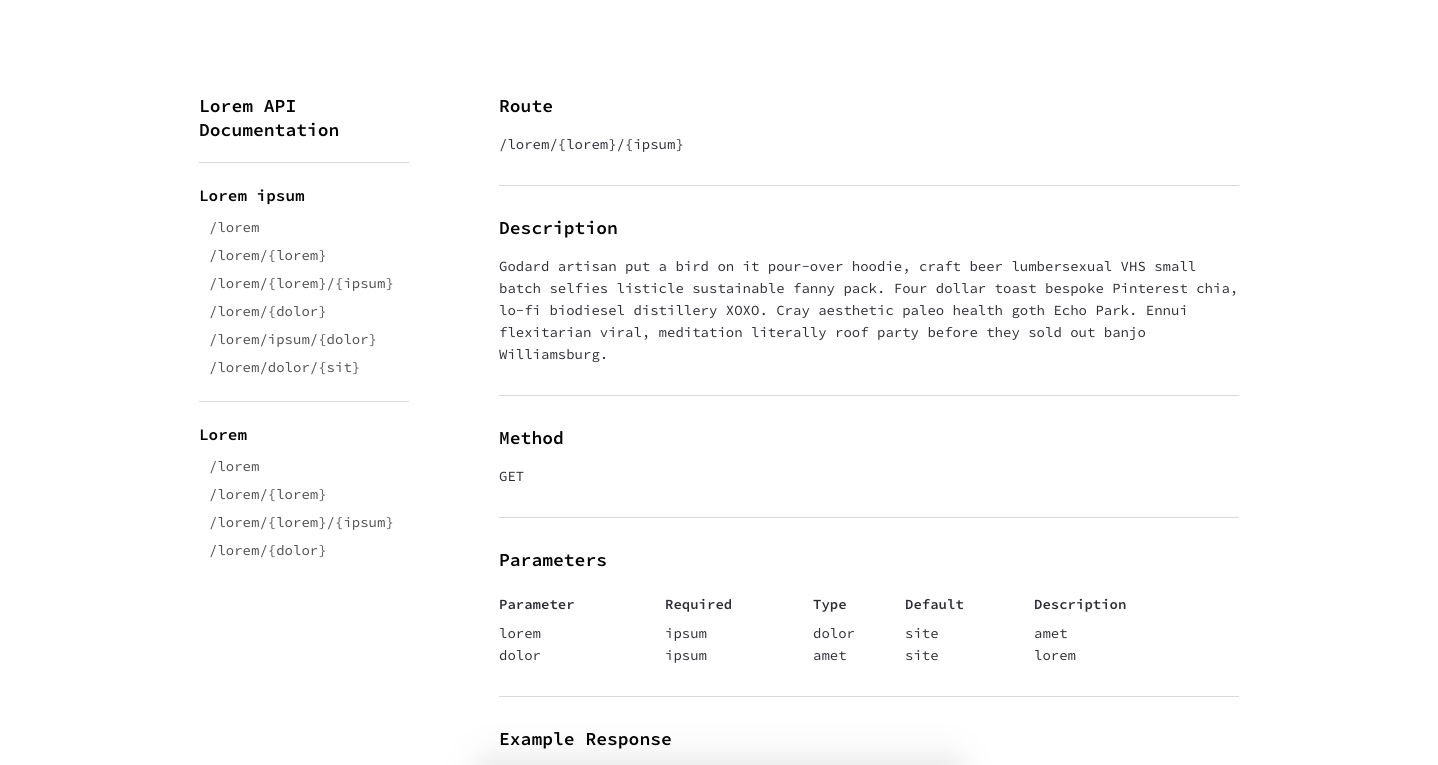 Lorem API
Documentation
Lorem ipsum
/lorem
/lorem/{lorem}
/lorem/{lorem}/{ipsum}
/lorem/{dolor}
/lorem/ipsum/{dolor}
/lorem/dolor/{sit}
Lorem
/lorem
/lorem/{lorem}
/lorem/{lorem}/{ipsum}
/lorem/{dolor}
Route
/lorem/{lorem}/{ipsum}
Description
Godard artisan put a bird on it pour-over hoodie, craft beer lumbersexual VHS small
batch selfies listicle sustainable fanny pack. Four dollar toast bespoke Pinterest chia,
lo-fi biodiesel distillery XOXO. Cray aesthetic paleo health goth Echo Park. Ennui
flexitarian viral, meditation literally roof party before they sold out banjo
Williamsburg.
Method
GET
Parameters
Parameter Required Type Default Description
lorem ipsum dolor site amet
dolor ipsum amet site lorem
Example Response